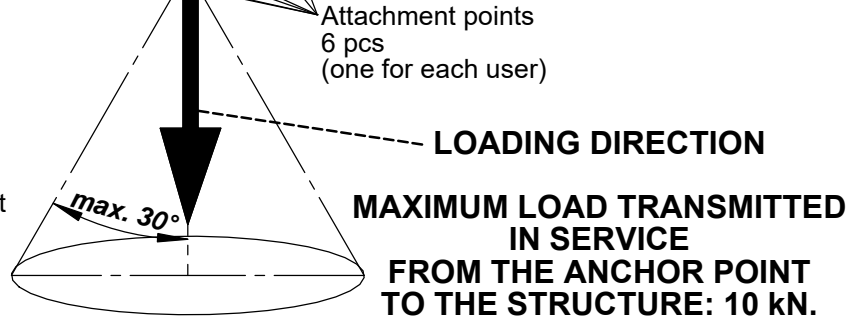 Attachment points
6 pcs
(one for each user)
LOADING DIRECTION
t
max. 30°
MAXIMUM LOAD TRANSMITTED
IN SERVICE
FROM THE ANCHOR POINT
TO THE STRUCTURE: 10 kN.